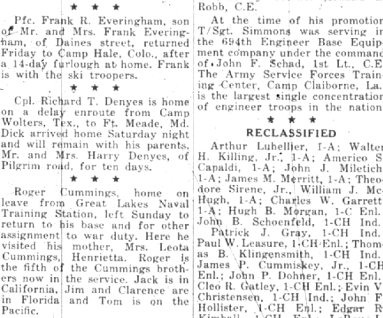 ★ ★ ★
Pfc. Frank R. Everingham, son
of Mr. and Mrs. Frank Evering-
ham, of Daines street, returned
Friday to Camp Hale, Colo., after
a 14-day furlough at home. Frank
is with the ski troopers.
★ ★ ★
Cpl. Richard T. Denyes is home
on a delay enroute from Camp
Wolters, Tex., to Ft. Meade, Md.
Dick arrived home Saturday night
and will remain with his parents,
Mr. and Mrs. Harry Denyes, of
Pilgrim road, for ten days.
★ ★ ★
Roger Cummings, home on
leave from Great Lakes Naval
Training Station, left Sunday to
return to his base and for other
assignment to war duty. Here he
visited his mother, Mrs. Leota
Cummings, Henrietta. Roger is
the fifth of the Cummings broth-
ers now in the service. Jack is in
California, Jim and Clarence are
in Florida and Tom is on the
Pacific.
Robb, C.E.
At the time of his promotion
T/Sgt. Simmons was serving in
the 694th Engineer Base Equip-
ment company under the command
of John F. Schad, 1st Lt., C.E.
The Army Service Forces Train-
ing Center, Camp Claiborne, La.
is the largest single concentration
of engineer troops in the nation
★ ★ ★
RECLASSIFIED
Arthur Luhellier, 1-A; Walter
H. Killing, Jr., 1-A; Americo S
Capaldi, 1-A; John J. Miletich
1-A; James M. Merritt, 1-A; Theo-
dore Sirene, Jr., William J. Mc-
Hugh, 1-A; Charles W. Garrett
1-A; Hugh B. Morgan, 1-C Enl.
John B. Schoenfeld, 1-CH Ind.
Patrick J. Gray, 1-CH Ind.
Paul W. Leasure, 1-CH Enl.; Thom-
as B. Klingensmith, 1-CH Ind.
James P. Cummiskey, Jr., 1-CH
Enl.; John P. Dohner, 1-CH Enl.
Cleo R. Gatley, 1-CH Enl.; Evin V
Christensen, 1-CH Ind.; John F
Hollister, 1-CH Enl.; Edgar R